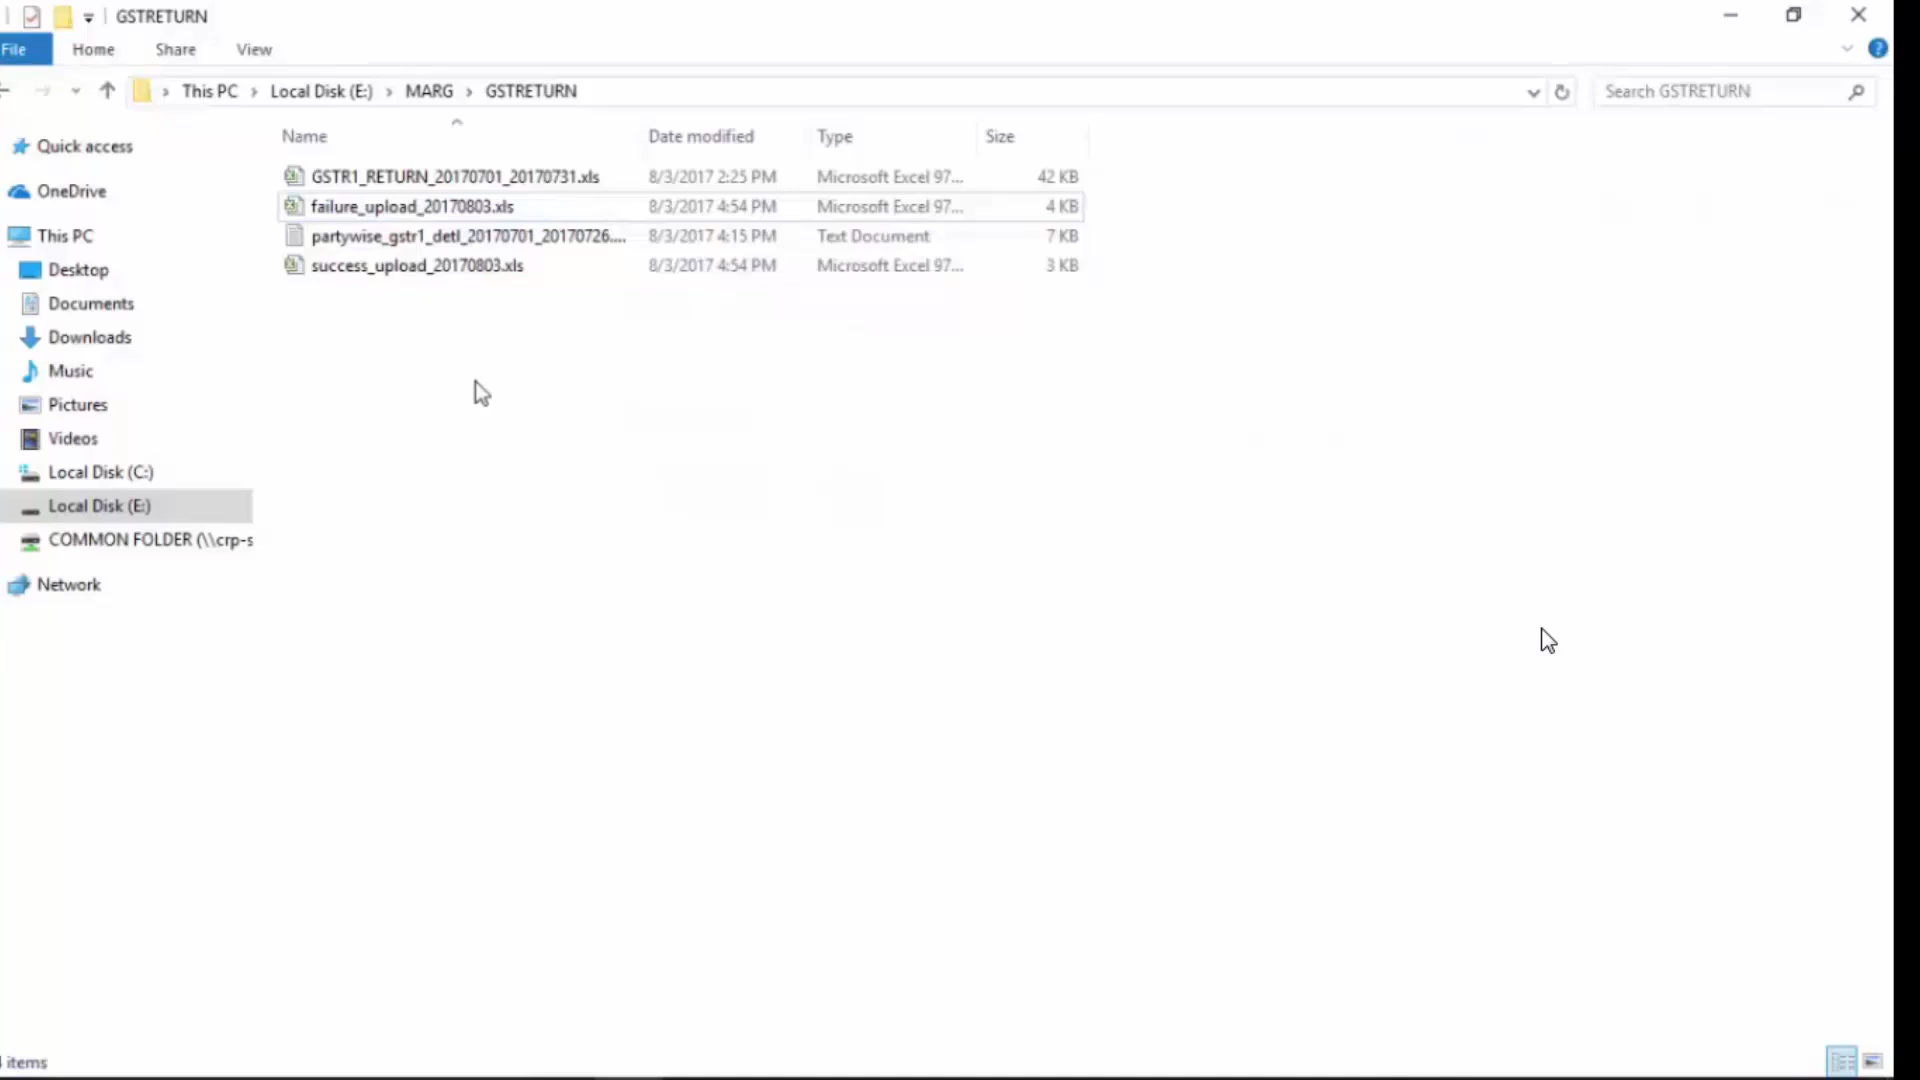 GSTRETURN
File Home Share View
This PC > Local Disk (E:) > MARG > GSTRETURN
Search GSTRETURN
Name Date modified Type Size
GSTR1_RETURN_20170701_20170731.xls 8/3/2017 2:25 PM Microsoft Excel 97... 42 KB
failure_upload_20170803.xls 8/3/2017 4:54 PM Microsoft Excel 97... 4 KB
partywise_gstr1_detl_20170701_20170726.... 8/3/2017 4:15 PM Text Document 7 KB
success_upload_20170803.xls 8/3/2017 4:54 PM Microsoft Excel 97... 3 KB
Quick access
OneDrive
This PC
Desktop
Documents
Downloads
Music
Pictures
Videos
Local Disk (C:)
Local Disk (E:)
COMMON FOLDER (\\crp-s
Network
items